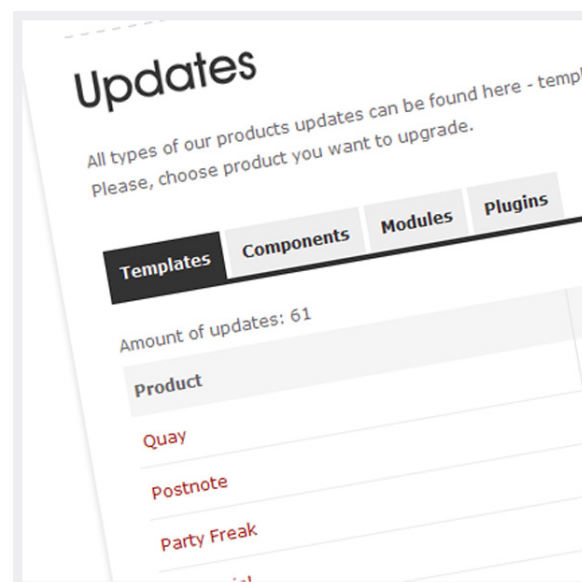 Updates
All types of our products updates can be found here -
Please, choose product you want to upgrade.
Templates Components Modules Plugins
Amount of updates: 61
Product
Quay
Postnote
Party Freak